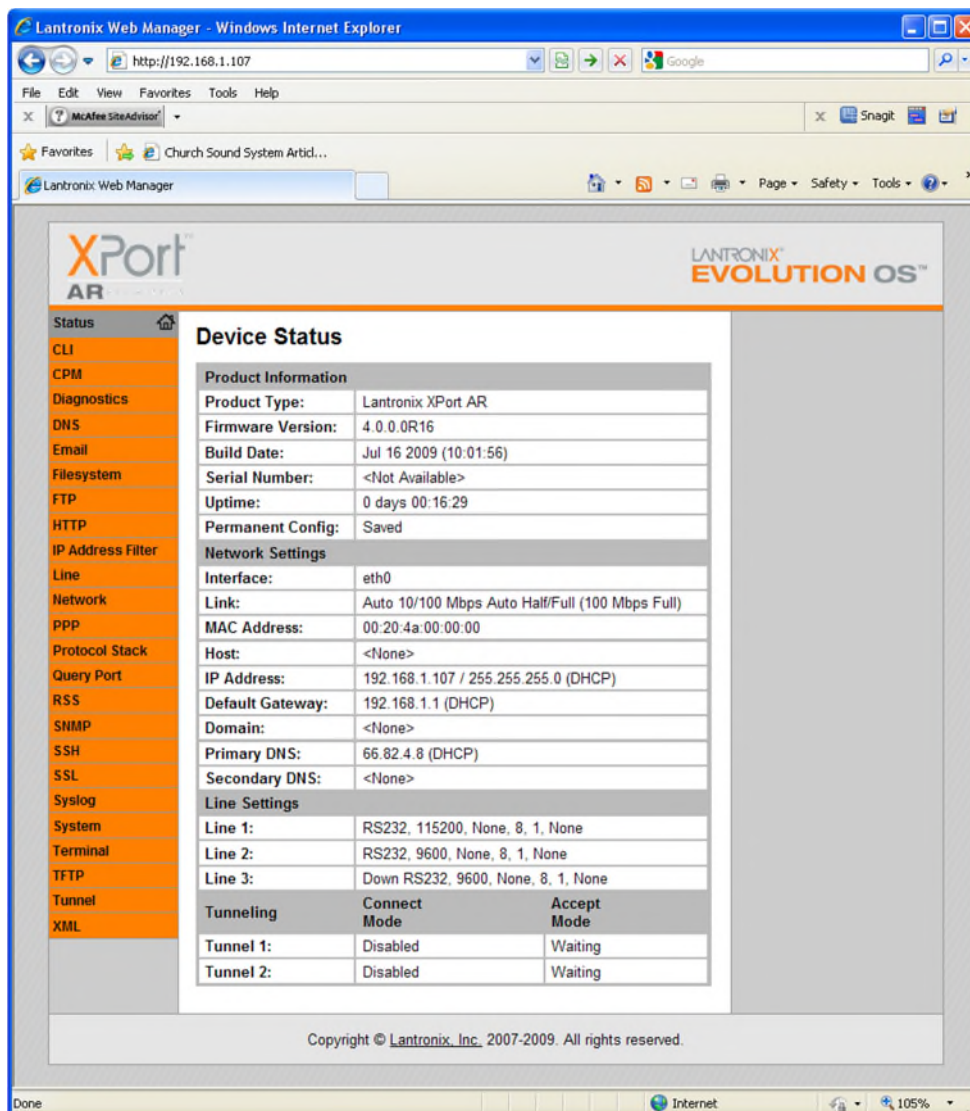 Lantronix Web Manager - Windows Internet Explorer
http://192.168.1.107
Google
File Edit View Favorites Tools Help
X McAfee SiteAdvisor
x Snagit
Favorites Church Sound System Articl...
Lantronix Web Manager
Page Safety Tools
XPort™
AR
LANTRONIX®
EVOLUTION OS™
Status
CLI
CPM
Diagnostics
DNS
Email
Filesystem
FTP
HTTP
IP Address Filter
Line
Network
PPP
Protocol Stack
Query Port
RSS
SNMP
SSH
SSL
Syslog
System
Terminal
TFTP
Tunnel
XML
Device Status
Product Information
Product Type: Lantronix XPort AR
Firmware Version: 4.0.0.0R16
Build Date: Jul 16 2009 (10:01:56)
Serial Number: <Not Available>
Uptime: 0 days 00:16:29
Permanent Config: Saved
Network Settings
Interface: eth0
Link: Auto 10/100 Mbps Auto Half/Full (100 Mbps Full)
MAC Address: 00:20:4a:00:00:00
Host: <None>
IP Address: 192.168.1.107 / 255.255.255.0 (DHCP)
Default Gateway: 192.168.1.1 (DHCP)
Domain: <None>
Primary DNS: 66.82.4.8 (DHCP)
Secondary DNS: <None>
Line Settings
Line 1: RS232, 115200, None, 8, 1, None
Line 2: RS232, 9600, None, 8, 1, None
Line 3: Down RS232, 9600, None, 8, 1, None
Tunneling Connect Mode Accept Mode
Tunnel 1: Disabled Waiting
Tunnel 2: Disabled Waiting
Copyright © Lantronix, Inc. 2007-2009. All rights reserved.
Done Internet 105%